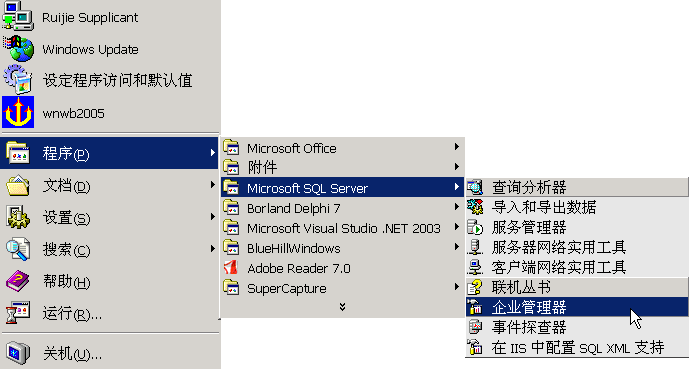 Ruijie Supplicant
Windows Update
设定程序访问和默认值
wnwb2005
程序(P)
文档(D)
设置(S)
搜索(C)
帮助(H)
运行(R)...
关机(U)...
Microsoft Office
附件
Microsoft SQL Server
Borland Delphi 7
Microsoft Visual Studio .NET 2003
BlueHillWindows
Adobe Reader 7.0
SuperCapture
查询分析器
导入和导出数据
服务管理器
服务器网络实用工具
客户端网络实用工具
联机丛书
企业管理器
事件探查器
在 IIS 中配置 SQL XML 支持